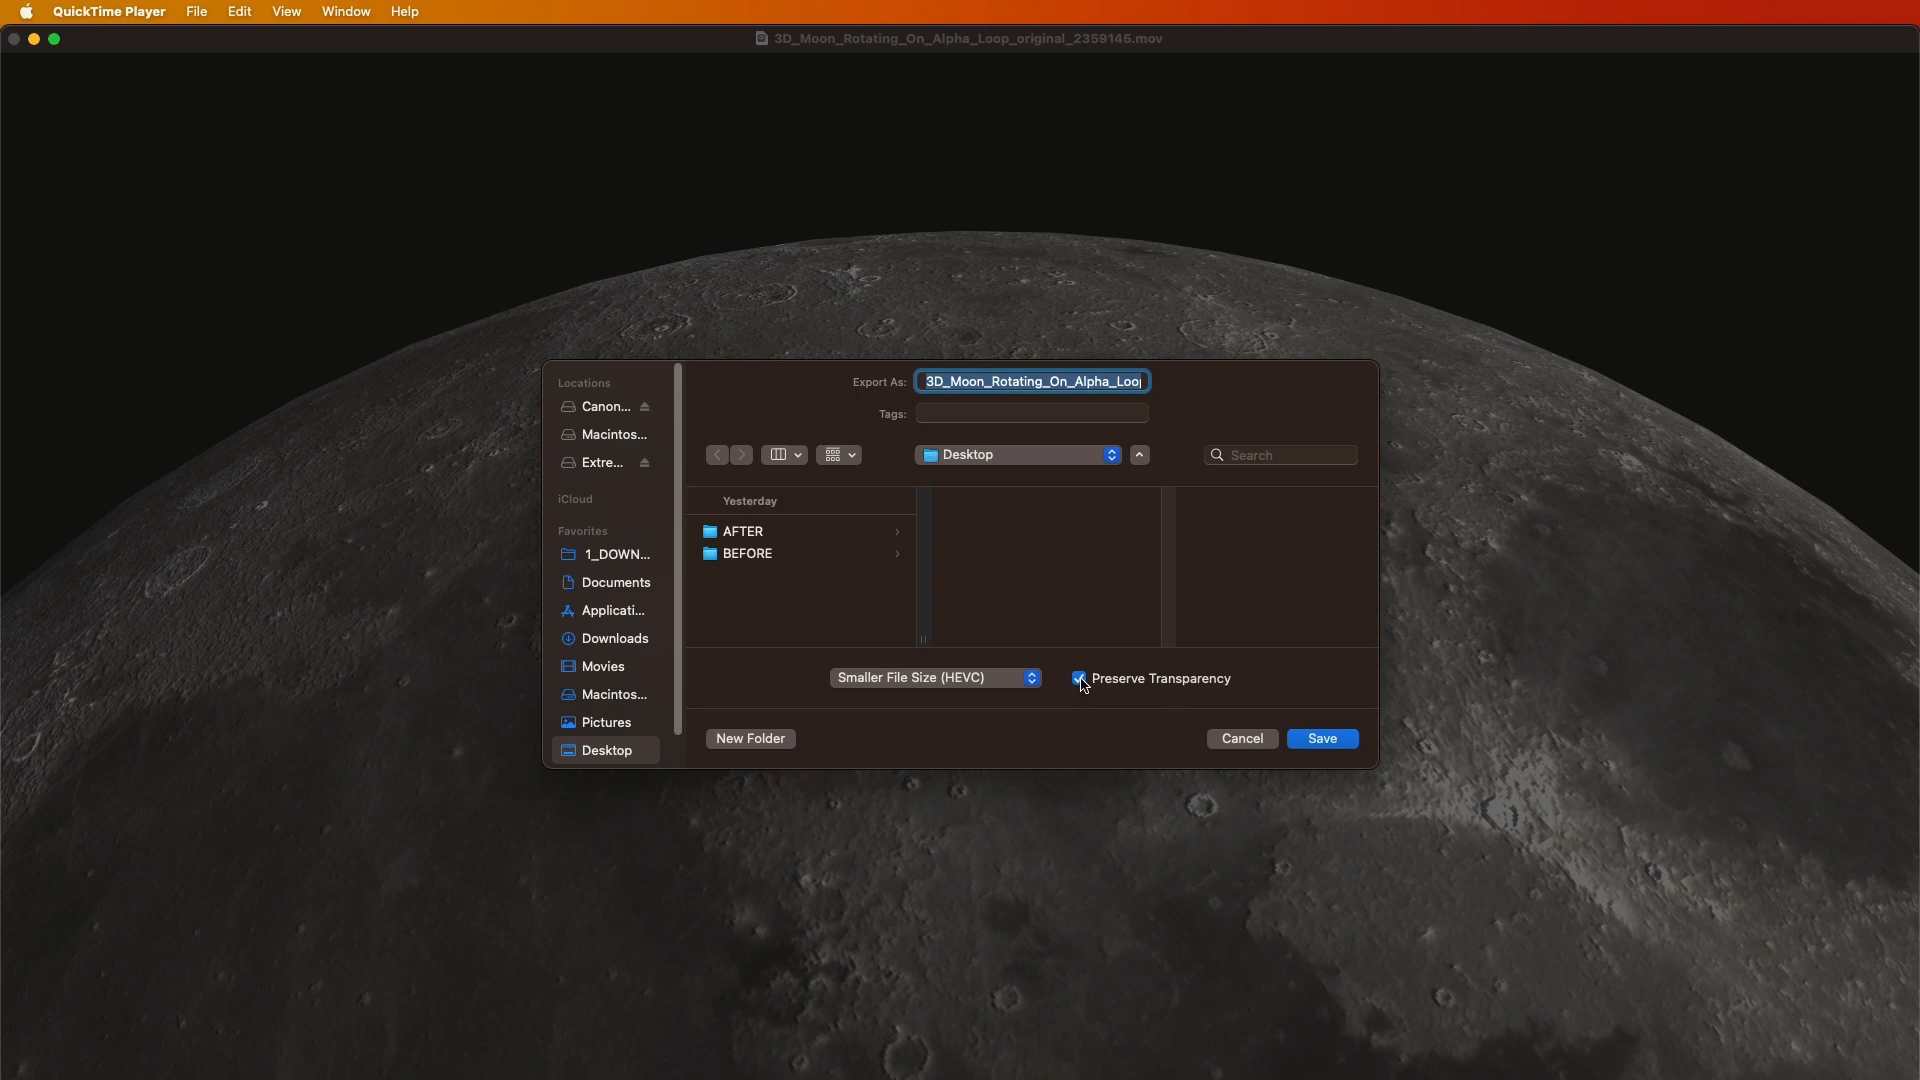 QuickTime Player File Edit View Window Help
3D_Moon_Rotating_On_Alpha_Loop_original_2359145.mov
Locations
Canon...
Macintos...
Extre...
iCloud
Favorites
1_DOWN...
Documents
Applicati...
Downloads
Movies
Macintos...
Pictures
Desktop
Export As: 3D_Moon_Rotating_On_Alpha_Loo
Tags:
Desktop
Search
Yesterday
AFTER
BEFORE
Smaller File Size (HEVC)
Preserve Transparency
New Folder
Cancel
Save